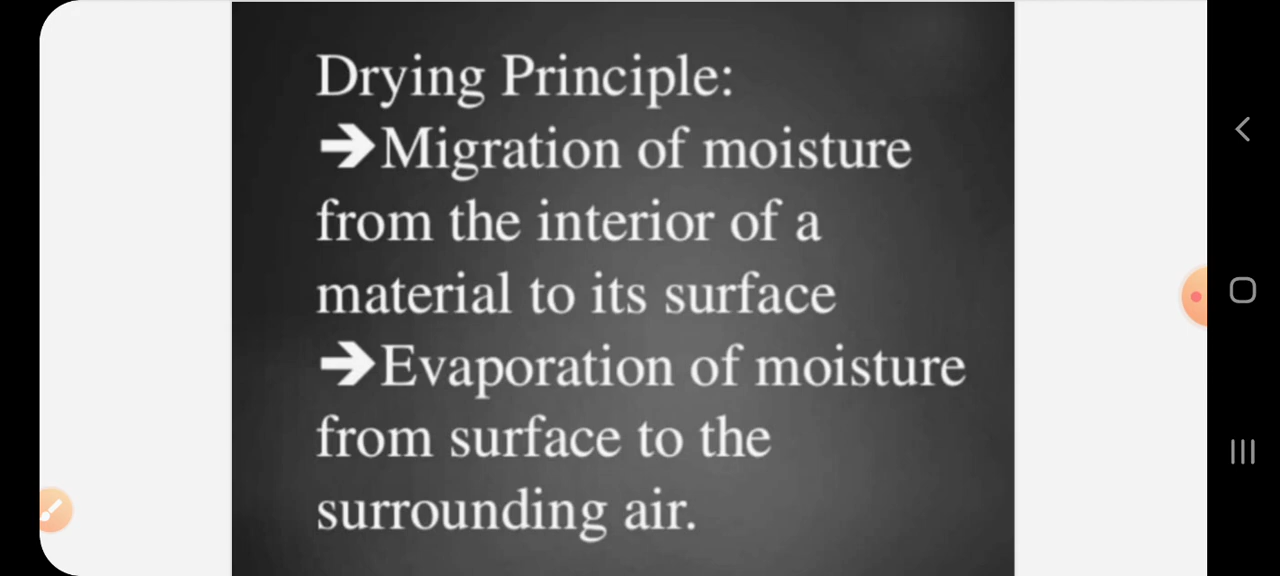 Drying Principle:
➔Migration of moisture
from the interior of a
material to its surface
➔Evaporation of moisture
from surface to the
surrounding air.